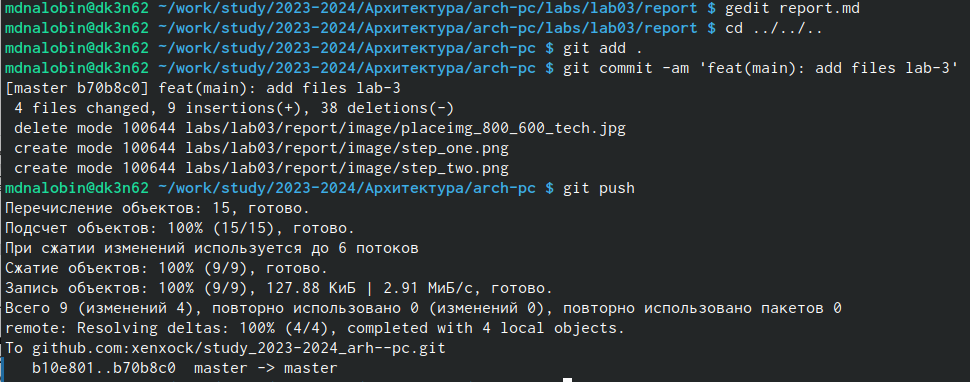 mdnalobin@dk3n62 ~/work/study/2023-2024/Архитектура/arch-pc/labs/lab03/report $ gedit report.md
mdnalobin@dk3n62 ~/work/study/2023-2024/Архитектура/arch-pc/labs/lab03/report $ cd ../../..
mdnalobin@dk3n62 ~/work/study/2023-2024/Архитектура/arch-pc $ git add .
mdnalobin@dk3n62 ~/work/study/2023-2024/Архитектура/arch-pc $ git commit -am 'feat(main): add files lab-3'
[master b70b8c0] feat(main): add files lab-3
 4 files changed, 9 insertions(+), 38 deletions(-)
 delete mode 100644 labs/lab03/report/image/placeimg_800_600_tech.jpg
 create mode 100644 labs/lab03/report/image/step_one.png
 create mode 100644 labs/lab03/report/image/step_two.png
mdnalobin@dk3n62 ~/work/study/2023-2024/Архитектура/arch-pc $ git push
Перечисление объектов: 15, готово.
Подсчет объектов: 100% (15/15), готово.
При сжатии изменений используется до 6 потоков
Сжатие объектов: 100% (9/9), готово.
Запись объектов: 100% (9/9), 127.88 КиБ | 2.91 МиБ/с, готово.
Всего 9 (изменений 4), повторно использовано 0 (изменений 0), повторно использовано пакетов 0
remote: Resolving deltas: 100% (4/4), completed with 4 local objects.
To github.com:xenxock/study_2023-2024_arh--pc.git
   b10e801..b70b8c0  master -> master